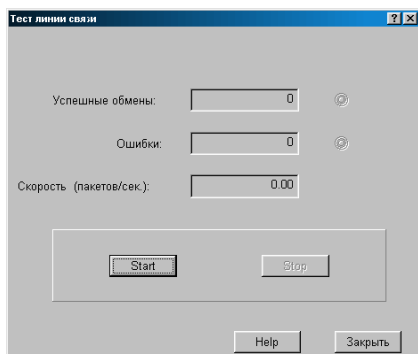 Тест линии связи
Успешные обмены: 0
Ошибки: 0
Скорость (пакетов/сек.): 0.00
Start Stop
Help Закрыть